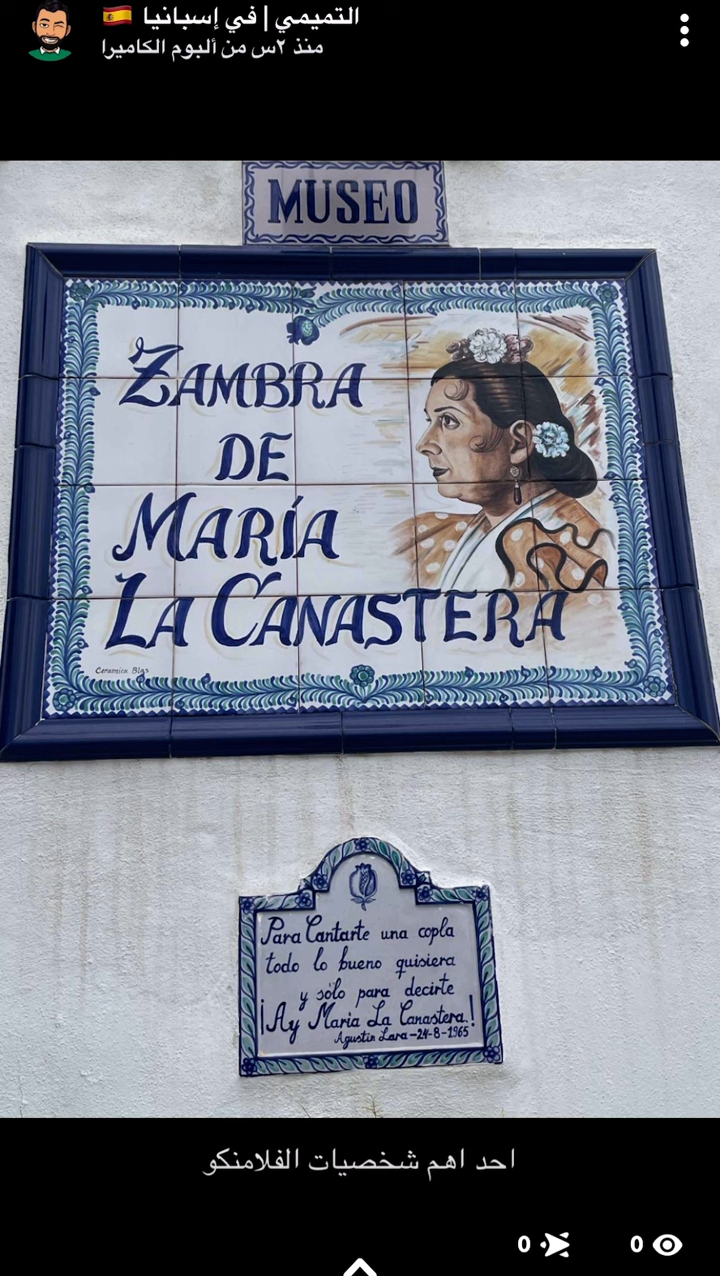 التميمي | في إسبانيا 🇪🇸
منذ ٢س من ألبوم الكاميرا
MUSEO
ZAMBRA
DE
MARÍA
LA CANASTERA
Ceramica Blas
Para Cantarte una copla
todo lo bueno quisiera
y sólo para decirte
¡Ay Maria La Canastera!
Agustin Lara-24-8-1965
احد اهم شخصيات الفلامنكو
0
0